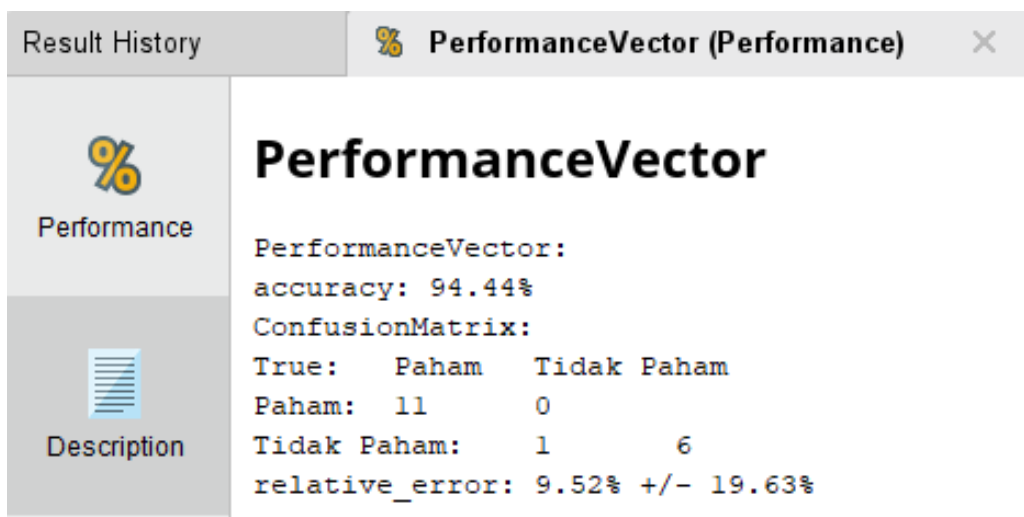 Result History
PerformanceVector (Performance)
Performance
PerformanceVector
PerformanceVector:
accuracy: 94.44%
ConfusionMatrix:
True: Paham Tidak Paham
Paham: 11 0
Tidak Paham: 1 6
relative_error: 9.52% +/- 19.63%
Description